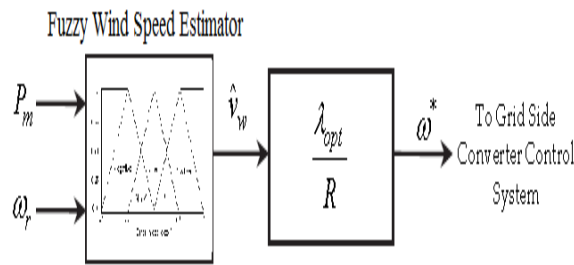 Fuzzy Wind Speed Estimator
P_m
ω_r
v̂_w
λ_opt
R
ω*
To Grid Side
Converter Control
System